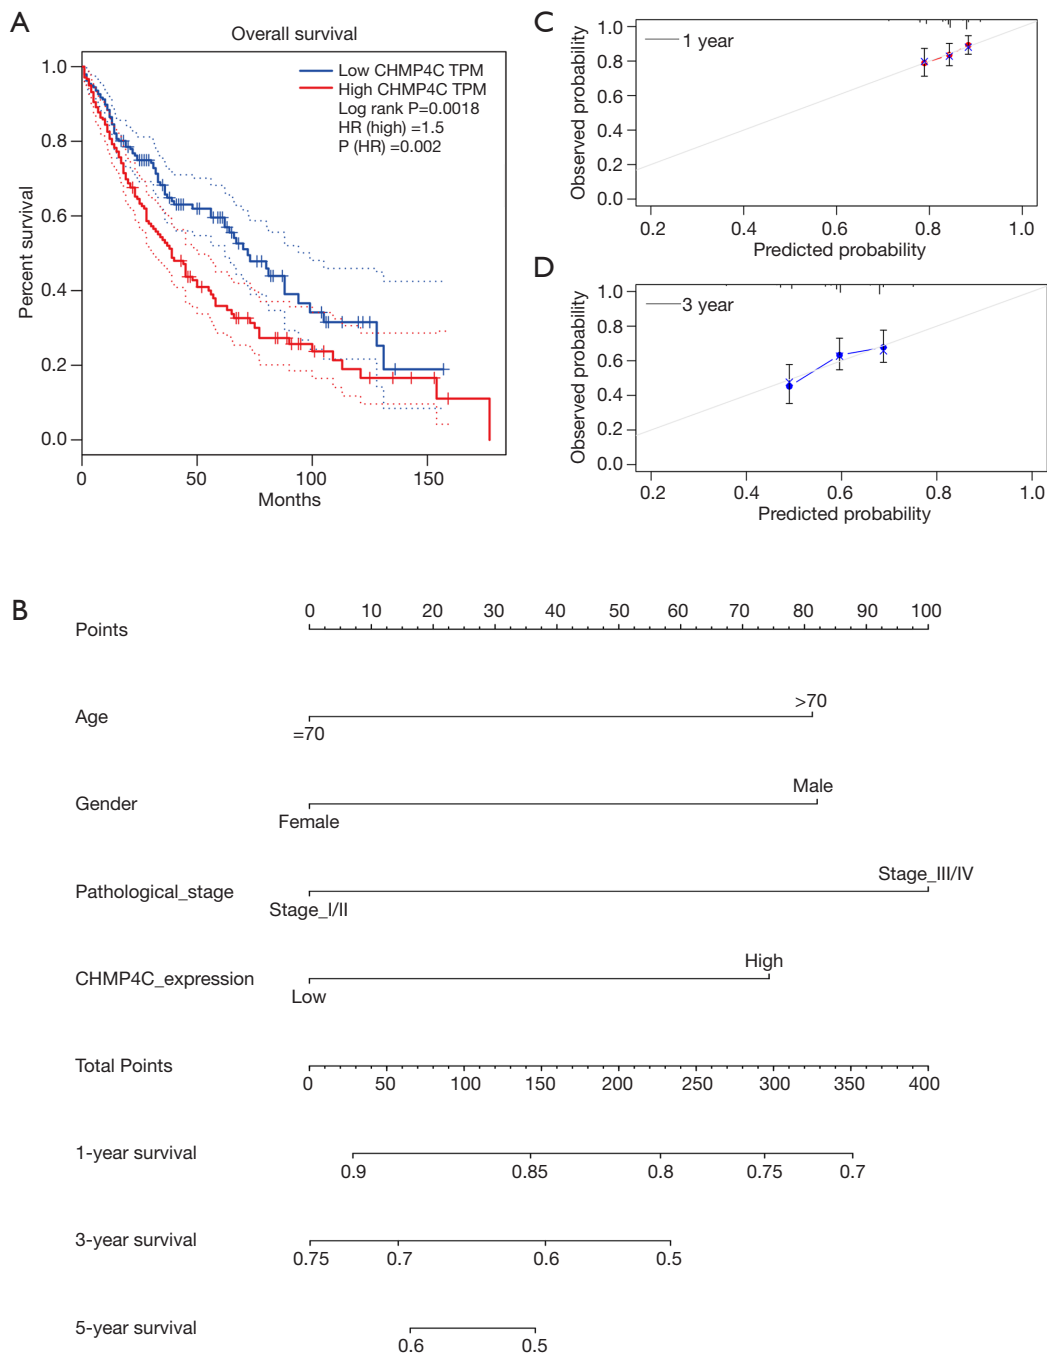 A
Overall survival
Low CHMP4C TPM
High CHMP4C TPM
Log rank P=0.0018
HR (high) =1.5
P (HR) =0.002
Percent survival
1.0
0.8
0.6
0.4
0.2
0.0
0 50 100 150
Months
C
1 year
Observed probability
1.0
0.8
0.6
0.4
0.2
0.0
0.2 0.4 0.6 0.8 1.0
Predicted probability
D
3 year
Observed probability
1.0
0.8
0.6
0.4
0.2
0.0
0.2 0.4 0.6 0.8 1.0
Predicted probability
B
Points
0 10 20 30 40 50 60 70 80 90 100
Age
=70
>70
Gender
Female
Male
Pathological_stage
Stage_I/II
Stage_III/IV
CHMP4C_expression
Low
High
Total Points
0 50 100 150 200 250 300 350 400
1-year survival
0.9 0.85 0.8 0.75 0.7
3-year survival
0.75 0.7 0.6 0.5
5-year survival
0.6 0.5